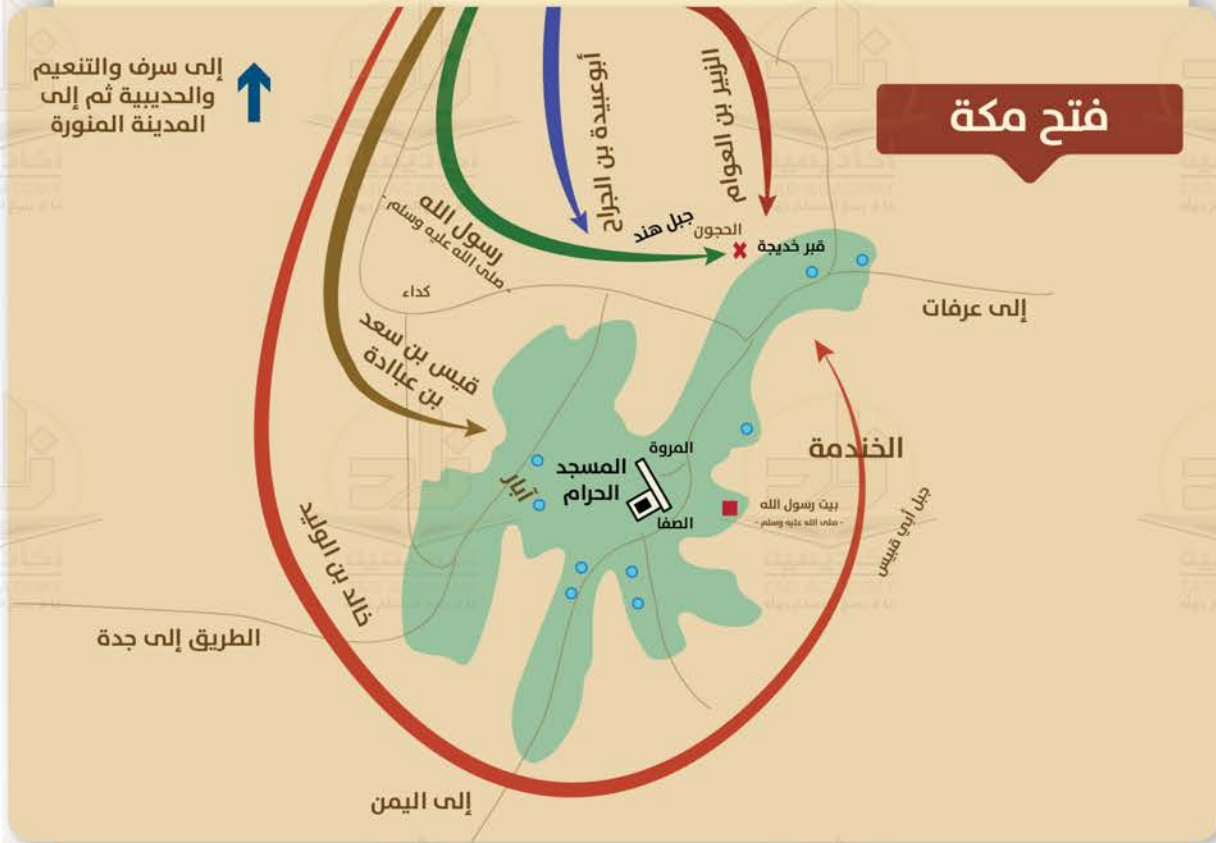 فتح مكة
إلى سرف والتنعيم
والحديبية ثم إلى
المدينة المنورة
الزبير بن العوام
أبوعبيدة بن الجراح
رسول الله
- صلى الله عليه وسلم -
جبل هند
الحجون
قبر خديجة
كداء
إلى عرفات
قيس بن سعد
بن عباادة
الخندمة
المروة
المسجد
الحرام
آبار
الصفا
بيت رسول الله
- صلى الله عليه وسلم -
جبل أبي قبيس
خالد بن الوليد
الطريق إلى جدة
إلى اليمن